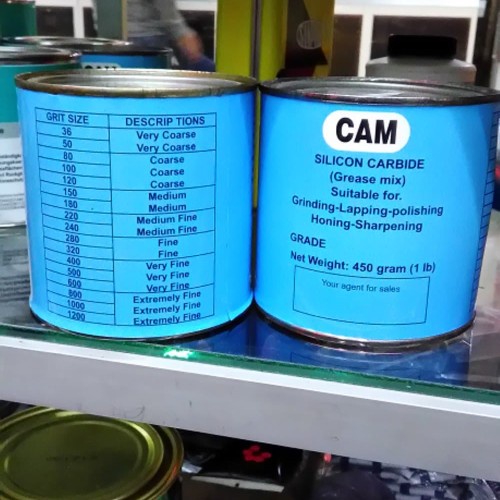 GRIT SIZE DESCRIPTIONS
36 Very Coarse
50 Very Coarse
80 Coarse
100 Coarse
120 Coarse
150 Medium
180 Medium
220 Medium Fine
240 Medium Fine
280 Fine
320 Fine
400 Very Fine
500 Very Fine
600 Very Fine
800 Extremely Fine
1000 Extremely Fine
1200 Extremely Fine
CAM
SILICON CARBIDE
(Grease mix)
Suitable for.
Grinding-Lapping-polishing
Honing-Sharpening
GRADE
Net Weight: 450 gram (1 lb)
Your agent for sales